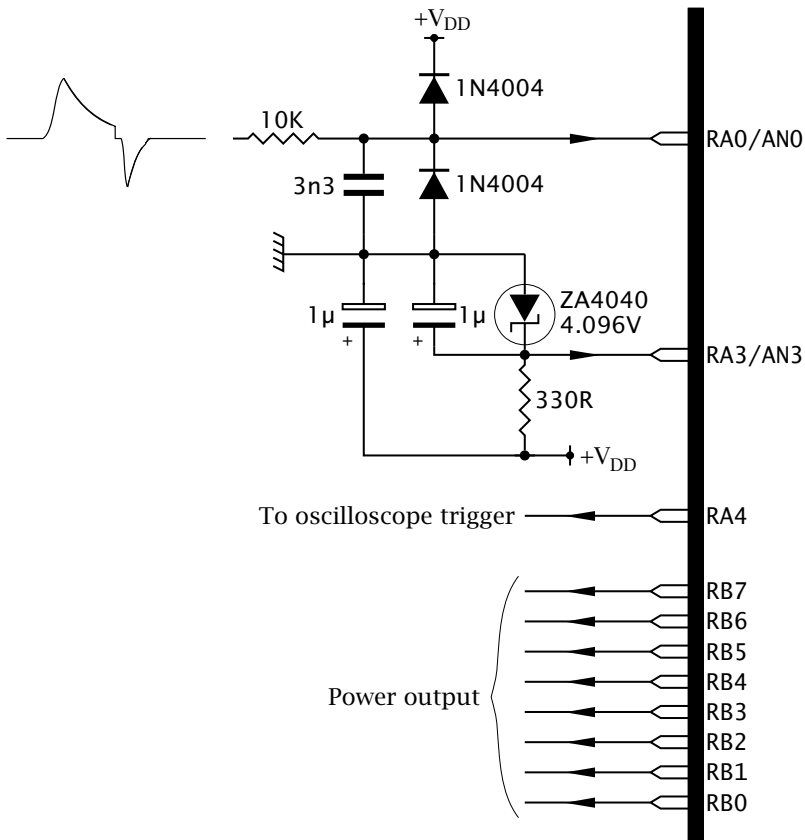 +VDD
1N4004
10K
RA0/AN0
3n3
1N4004
ZA4040
4.096V
1µ
+
1µ
+
RA3/AN3
330R
+VDD
To oscilloscope trigger
RA4
RB7
RB6
RB5
RB4
Power output
RB3
RB2
RB1
RB0